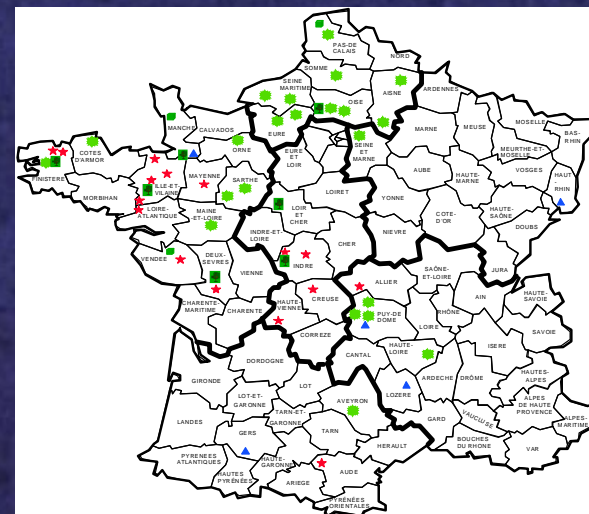 PAS-DE
CALAIS
NORD
SOMME
SEINE
MARITIME
OISE
AISNE
ARDENNES
MANCHE
CALVADOS
EURE
ORNE
EURE
ET
LOIR
SEINE
ET
MARNE
MARNE
MEUSE
MOSELLE
BAS-
RHIN
MEURTHE-ET-
MOSELLE
VOSGES
HAUT
-
RHIN
AUBE
HAUTE-
MARNE
FINISTERE
COTES
D'ARMOR
MORBIHAN
ILLE-ET-
VILAINE
MAYENNE
SARTHE
LOIRET
YONNE
HAUTE-
SAÔNE
LOIRE-
ATLANTIQUE
MAINE
-ET-LOIRE
LOIR
ET
CHER
COTE-
D'OR
DOUBS
INDRE-ET-
LOIRE
CHER
NIEVRE
JURA
VENDEE
DEUX-
SEVRES
VIENNE
INDRE
ALLIER
SAÔNE-
ET-LOIRE
AIN
HAUTE-
SAVOIE
CHARENTE-
MARITIME
CHARENTE
HAUTE-
VIENNE
CREUSE
PUY-DE
DOME
LOIRE
RHÔNE
SAVOIE
CORREZE
ISERE
DORDOGNE
CANTAL
HAUTE-
LOIRE
GIRONDE
LOT
ARDECHE
DRÔME
HAUTES-
ALPES
LOT-ET-
GARONNE
AVEYRON
LOZERE
ALPES
DE HAUTE
PROVENCE
ALPES-
MARITIME
LANDES
TARN-ET-
GARONNE
GARD
VAUCLUSE
GERS
TARN
HERAULT
BOUCHES
DU RHONE
VAR
PYRENEES
ATLANTIQUES
HAUTES
PYRÉNÉES
HAUTE-
GARONNE
AUDE
ARIEGE
PYRÉNÉES
ORIENTALES